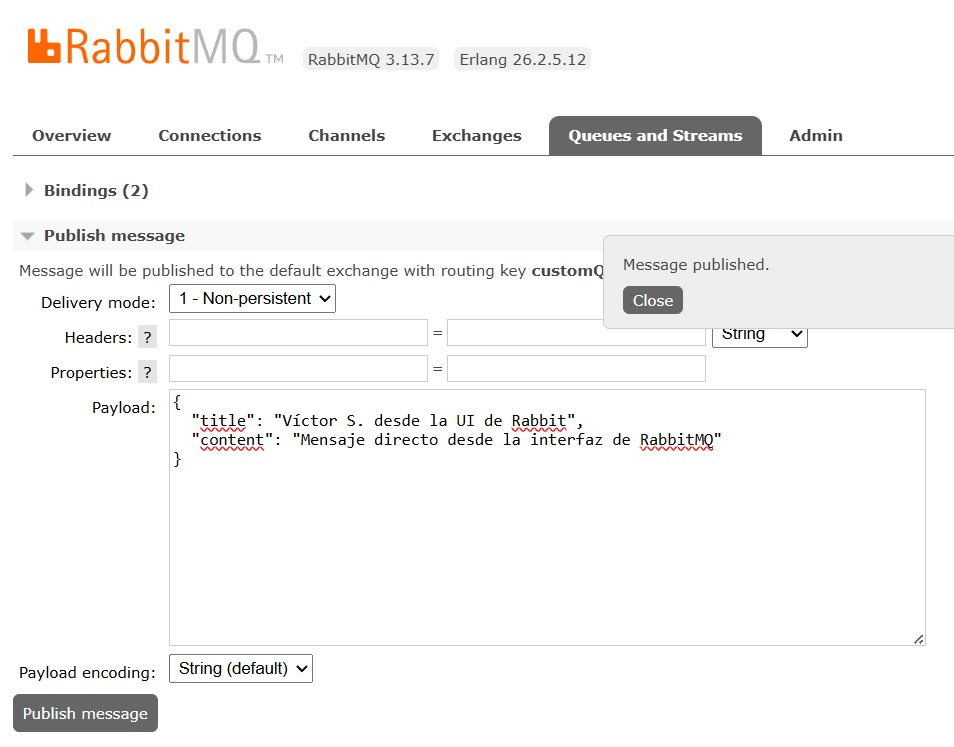 RabbitMQ TM RabbitMQ 3.13.7 Erlang 26.2.5.12
Overview Connections Channels Exchanges Queues and Streams Admin
Bindings (2)
Publish message
Message will be published to the default exchange with routing key customQ
Message published.
Close
Delivery mode: 1 - Non-persistent
Headers: ? = String
Properties: ? =
Payload: {
"title": "Víctor S. desde la UI de Rabbit",
"content": "Mensaje directo desde la interfaz de RabbitMQ"
}
Payload encoding: String (default)
Publish message